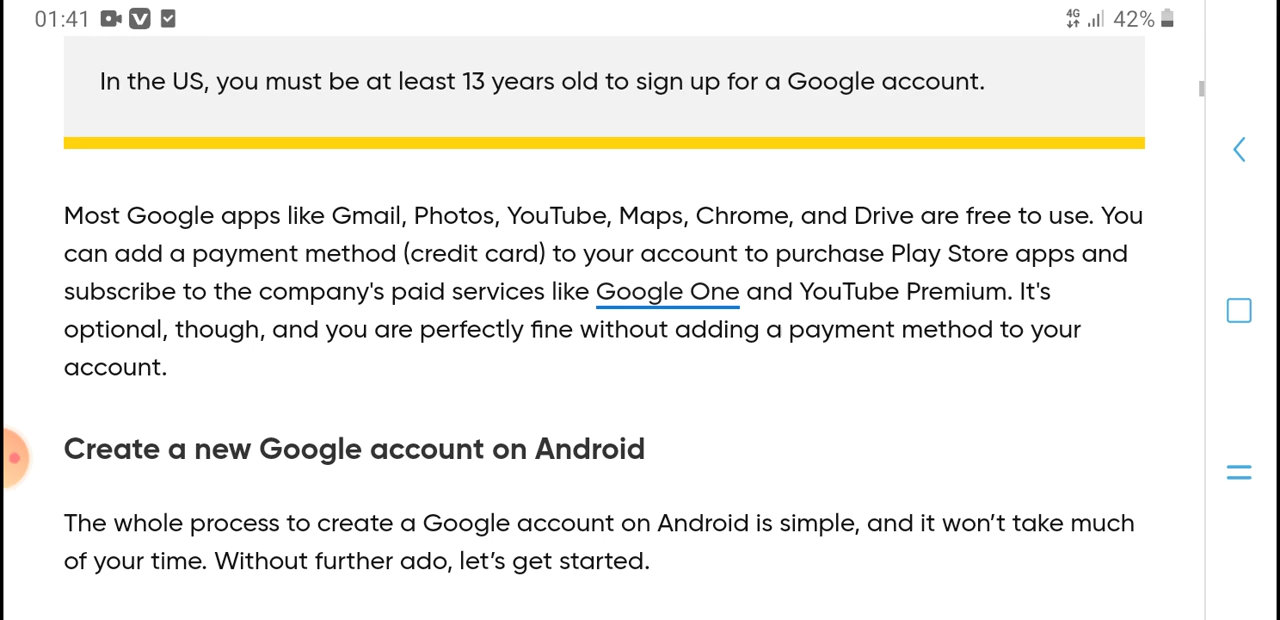 01:41
4G 42%
In the US, you must be at least 13 years old to sign up for a Google account.
Most Google apps like Gmail, Photos, YouTube, Maps, Chrome, and Drive are free to use. You
can add a payment method (credit card) to your account to purchase Play Store apps and
subscribe to the company's paid services like Google One and YouTube Premium. It's
optional, though, and you are perfectly fine without adding a payment method to your
account.
Create a new Google account on Android
The whole process to create a Google account on Android is simple, and it won’t take much
of your time. Without further ado, let’s get started.